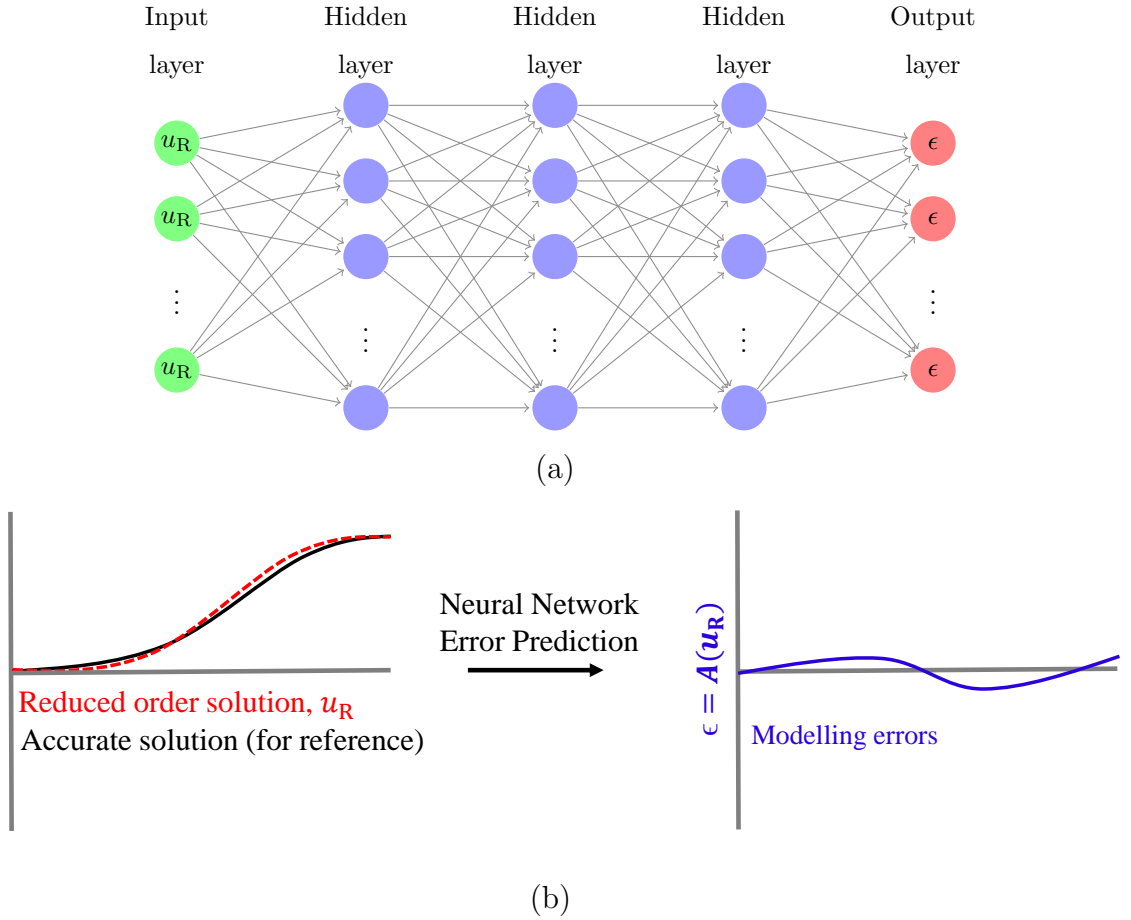 Input Hidden Hidden Hidden Output
layer layer layer layer layer
u_R ϵ
u_R ϵ
⋮ ⋮
⋮ ⋮ ⋮
u_R ϵ
(a)
Neural Network
Error Prediction
Reduced order solution, u_R
Accurate solution (for reference)
ϵ = A(u_R)
Modelling errors
(b)